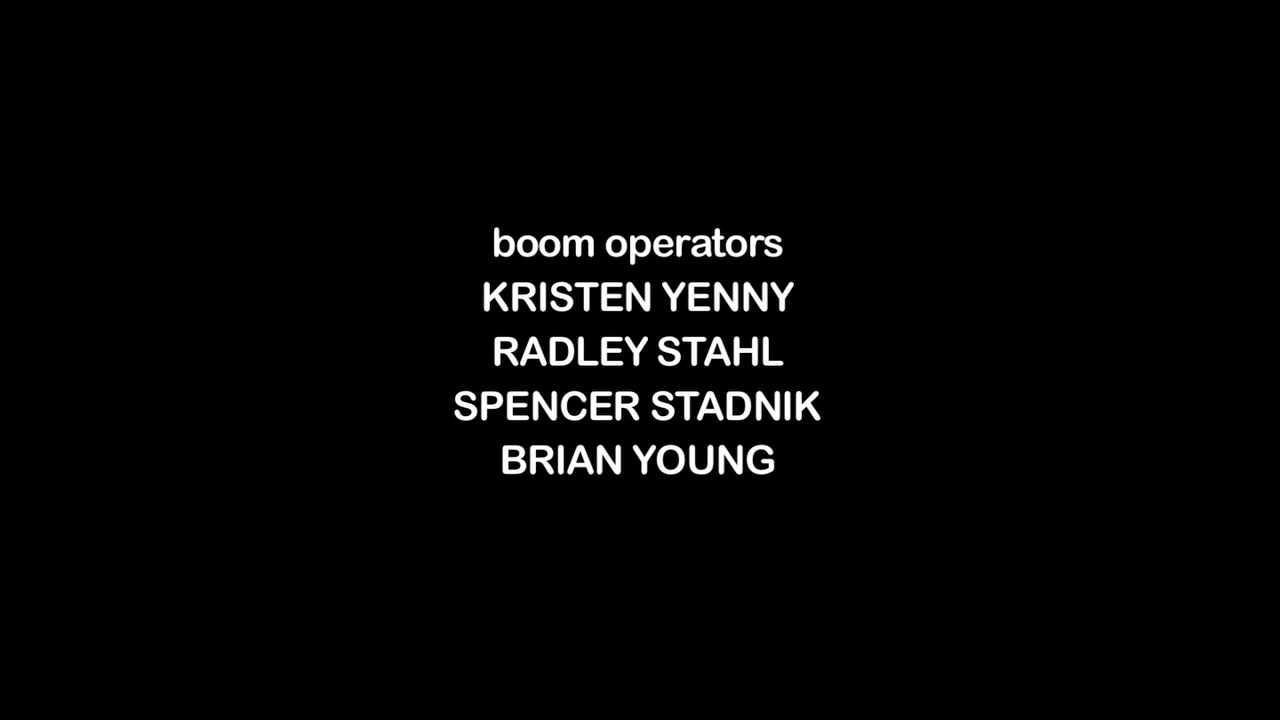 boom operators
KRISTEN YENNY
RADLEY STAHL
SPENCER STADNIK
BRIAN YOUNG